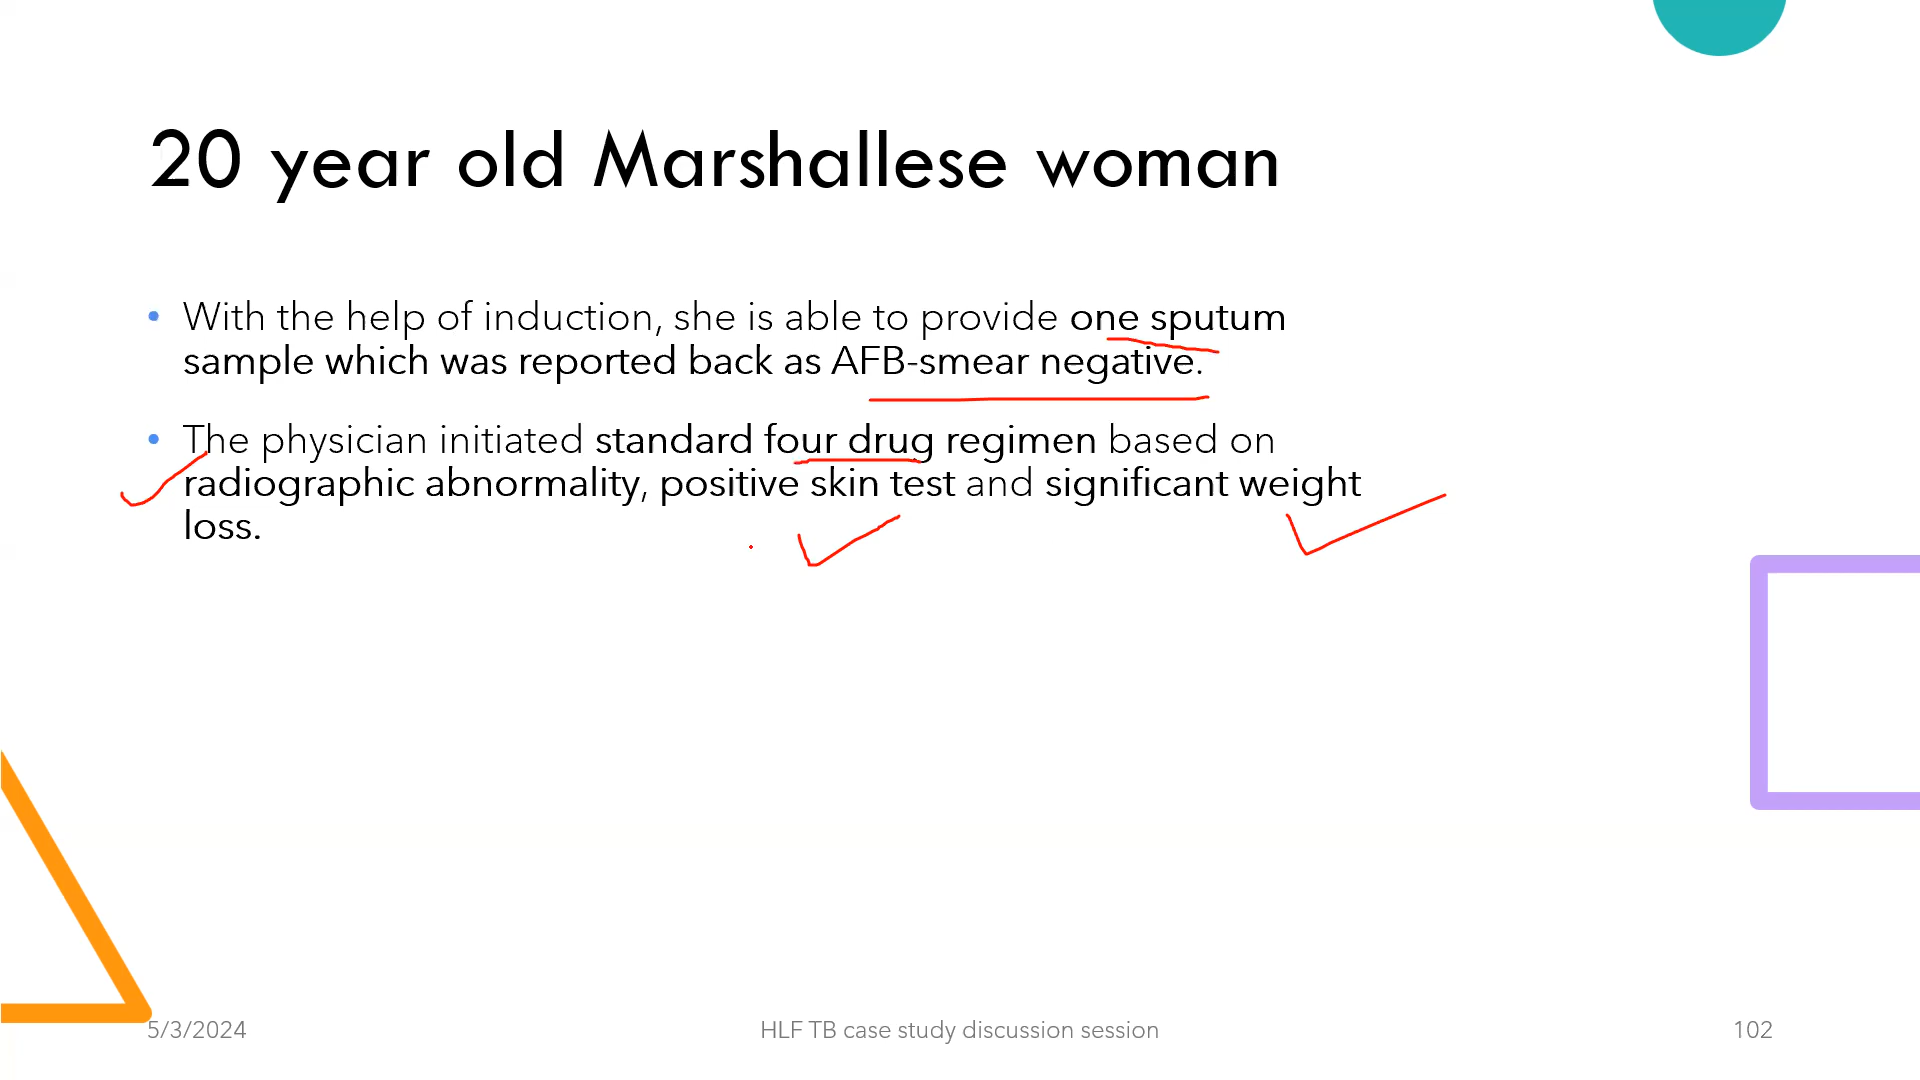 20 year old Marshallese woman
• With the help of induction, she is able to provide one sputum
sample which was reported back as AFB-smear negative.
• The physician initiated standard four drug regimen based on
radiographic abnormality, positive skin test and significant weight
loss.
5/3/2024
HLF TB case study discussion session
102